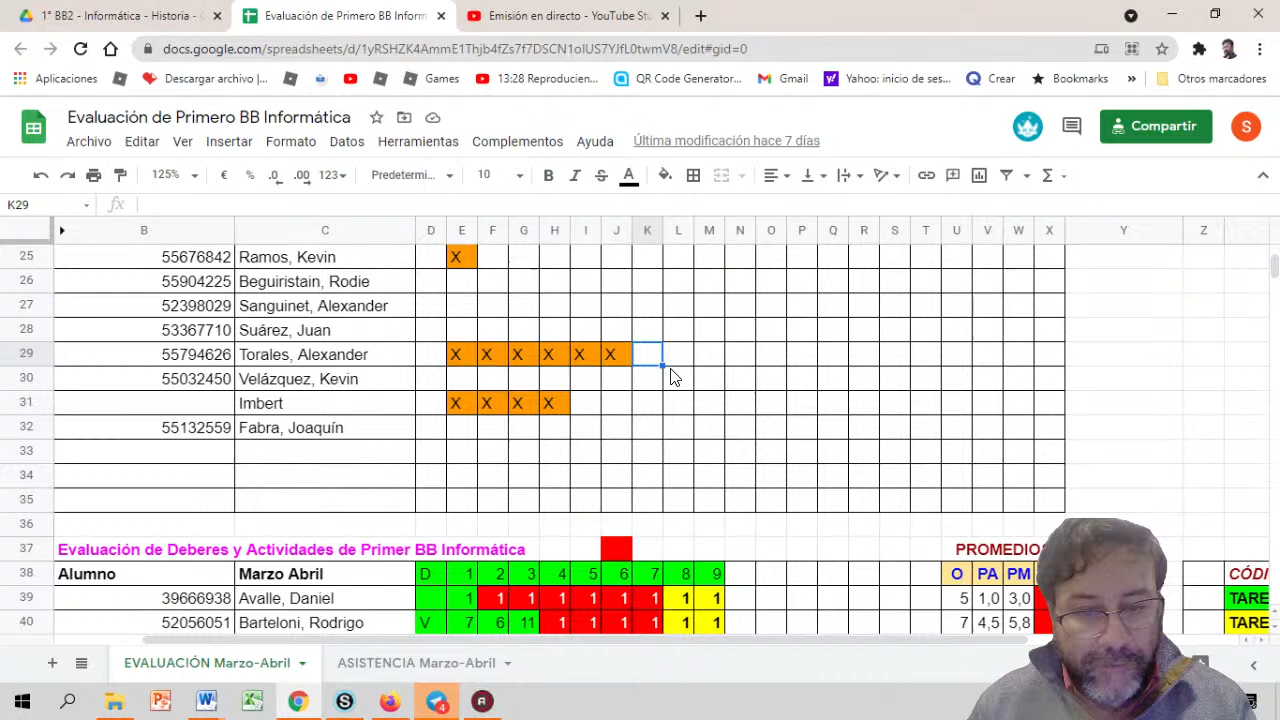 1° BB2 - Informática - Historia -
Evaluación de Primero BB Inform
Emisión en directo - YouTube Stu
docs.google.com/spreadsheets/d/1yRSHZK4AmmE1Thjb4fZs7f7DSCN1oIUS7YJfL0twmV8/edit#gid=0
Aplicaciones
Descargar archivo |...
Games
13:28 Reproducien...
QR Code Generator...
Gmail
Yahoo: inicio de ses...
Crear
Bookmarks
»
Otros marcadores
Evaluación de Primero BB Informática
Archivo Editar Ver Insertar Formato Datos Herramientas Complementos Ayuda Última modificación hace 7 días
Compartir
S
125% € % .0 .00 123 Predetermi... 10 B I S A Σ
K29 fx
B C D E F G H I J K L M N O P Q R S T U V W X Y Z
25 55676842 Ramos, Kevin X
26 55904225 Beguiristain, Rodie
27 52398029 Sanguinet, Alexander
28 53367710 Suárez, Juan
29 55794626 Torales, Alexander X X X X X X
30 55032450 Velázquez, Kevin
31 Imbert X X X X
32 55132559 Fabra, Joaquín
33
34
35
36
37 Evaluación de Deberes y Actividades de Primer BB Informática PROMEDIOS
38 Alumno Marzo Abril D 1 2 3 4 5 6 7 8 9 O PA PM CÓDI
39 39666938 Avalle, Daniel 1 1 1 1 1 1 1 1 1 5 1,0 3,0 TARE
40 52056051 Barteloni, Rodrigo V 7 6 11 1 1 1 1 1 1 7 4,5 5,8 TARE
EVALUACIÓN Marzo-Abril
ASISTENCIA Marzo-Abril